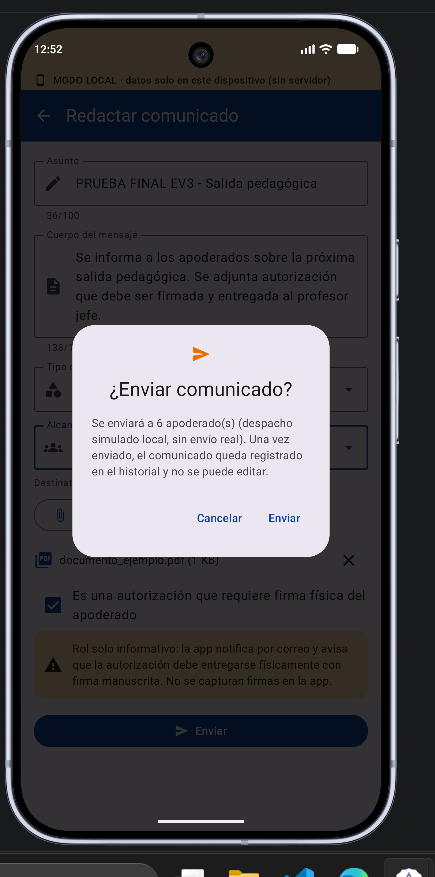 12:52
MODO LOCAL · datos solo en este dispositivo (sin servidor)
Redactar comunicado
Asunto
PRUEBA FINAL EV3 - Salida pedagógica
36/100
Cuerpo del mensaje
Se informa a los apoderados sobre la próxima
salida pedagógica. Se adjunta autorización
que debe ser firmada y entregada al profesor
jefe.
138/
Tipo
Alcan
Destinat
¿Enviar comunicado?
Se enviará a 6 apoderado(s) (despacho
simulado local, sin envío real). Una vez
enviado, el comunicado queda registrado
en el historial y no se puede editar.
Cancelar
Enviar
PDF
documento_ejemplo.pdf (1 KB)
Es una autorización que requiere firma física del
apoderado
Rol solo informativo: la app notifica por correo y avisa
que la autorización debe entregarse físicamente con
firma manuscrita. No se capturan firmas en la app.
Enviar